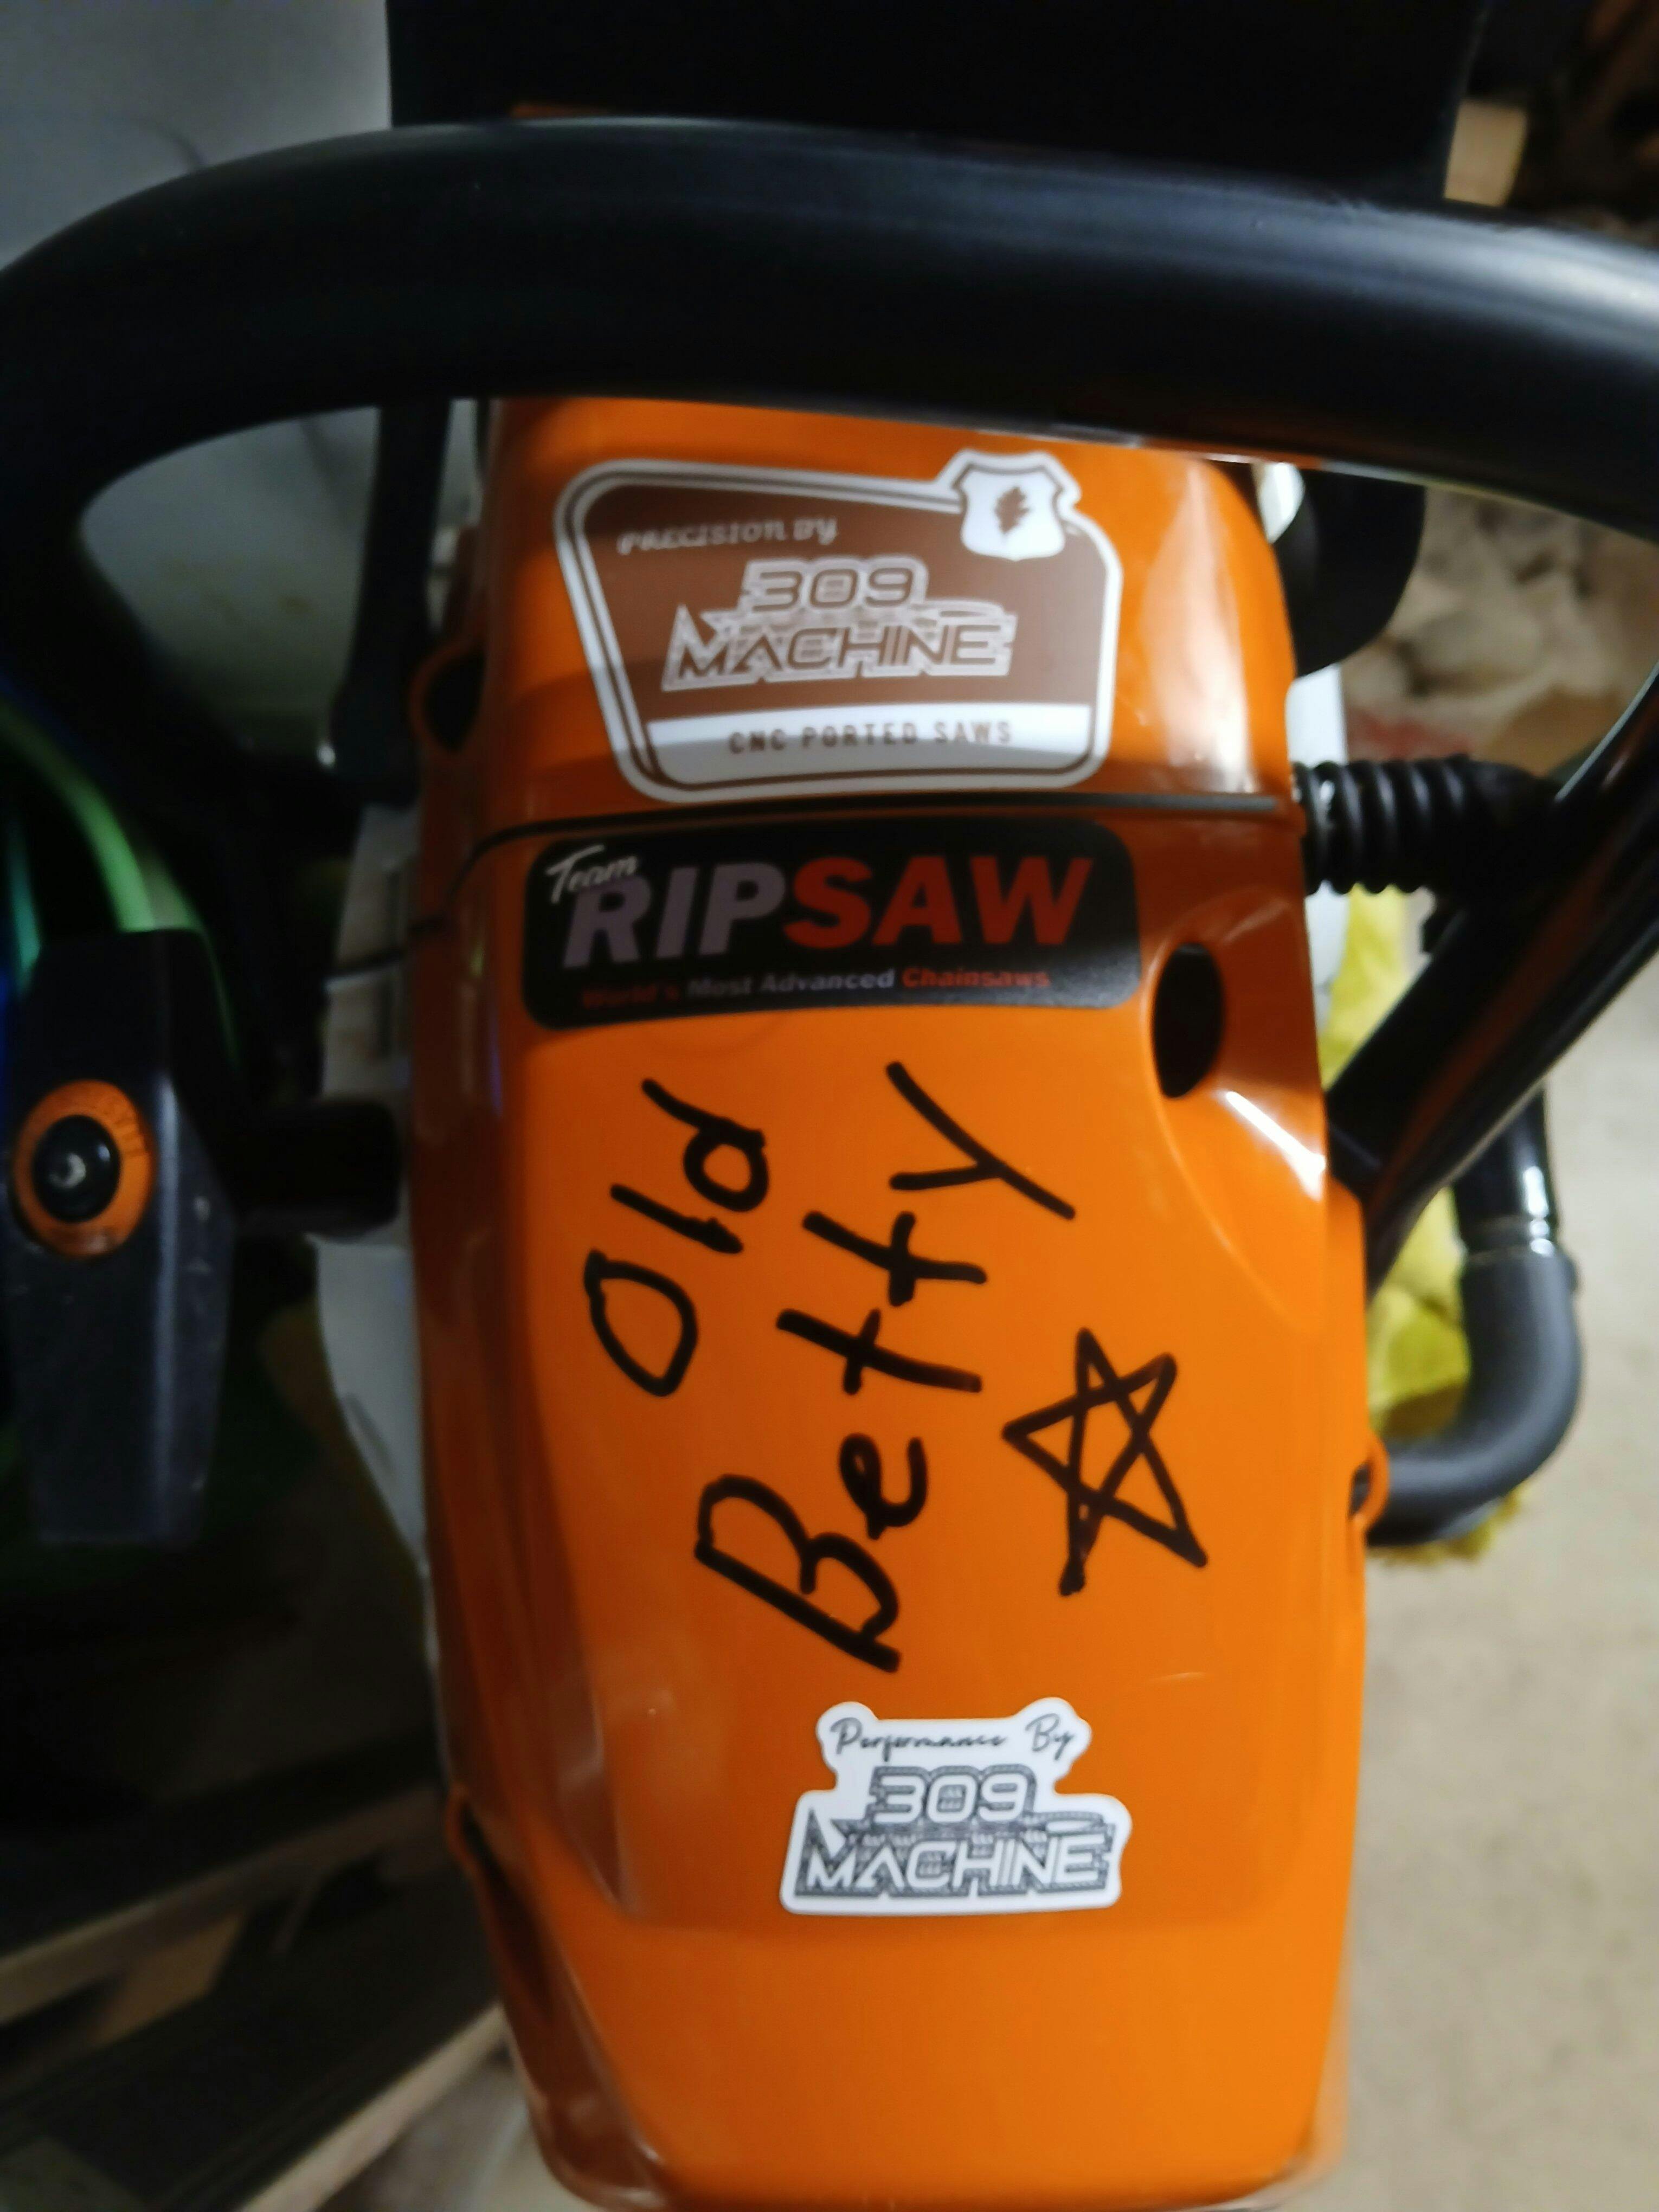 PRECISION BY
309
MACHINE
CNC PORTED SAWS
Team
RIPSAW
World's Most Advanced Chainsaws
Old
Betty
Performance By
309
MACHINE